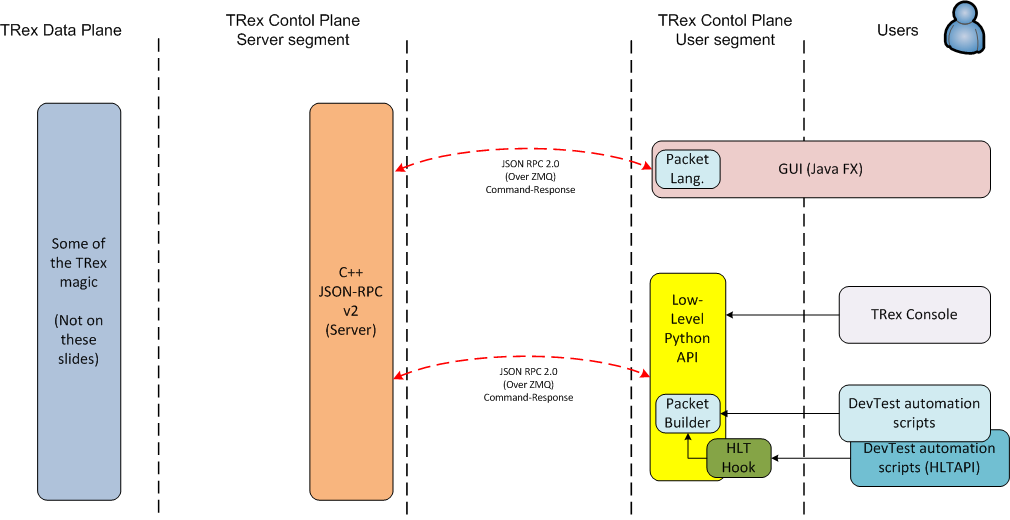 TRex Data Plane
TRex Contol Plane
Server segment
TRex Contol Plane
User segment
Users
Some of
the TRex
magic
(Not on
these
slides)
C++
JSON-RPC
v2
(Server)
JSON RPC 2.0
(Over ZMQ)
Command-Response
Packet
Lang.
GUI (Java FX)
JSON RPC 2.0
(Over ZMQ)
Command-Response
Low-
Level
Python
API
Packet
Builder
HLT
Hook
TRex Console
DevTest automation
scripts
DevTest automation
scripts (HLTAPI)